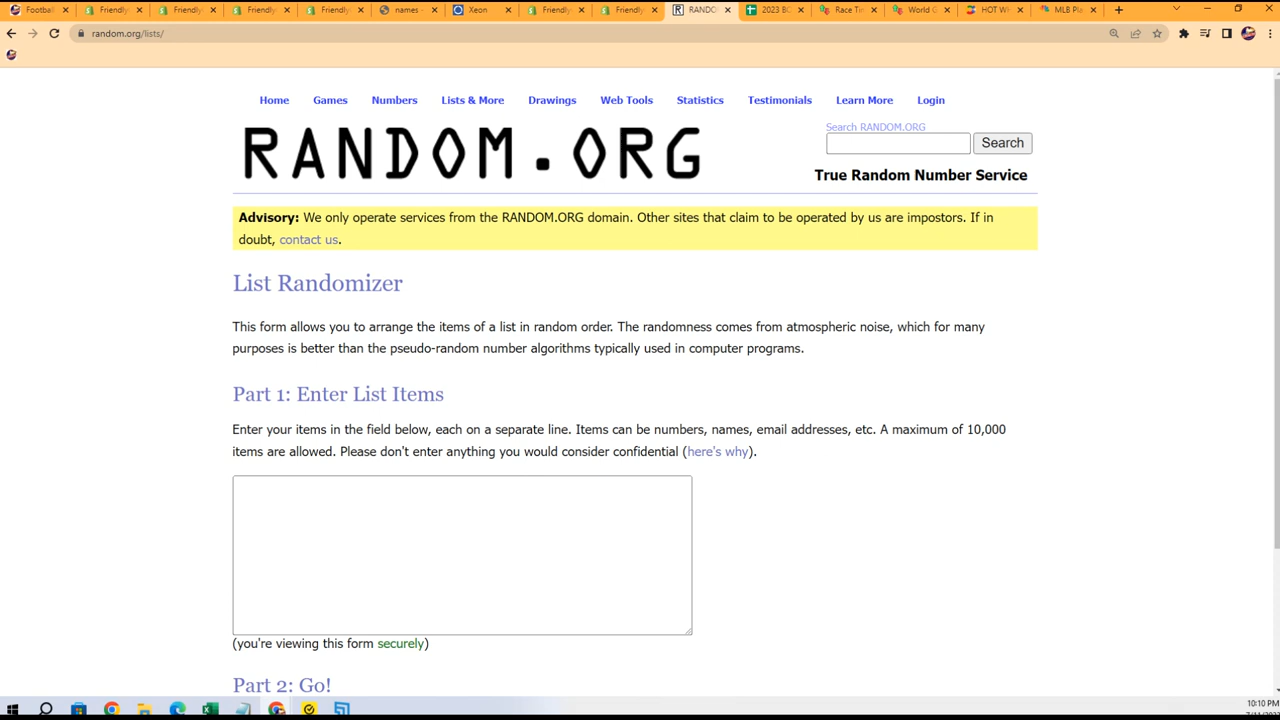 Football
Friendly
Friendly
Friendly
Friendly
names -
Xeon
Friendly
Friendly
RANDO
2023 BO
Race Tim
World G
HOT W
MLB Pla
random.org/lists/
Home Games Numbers Lists & More Drawings Web Tools Statistics Testimonials Learn More Login
RANDOM.ORG
Search RANDOM.ORG
Search
True Random Number Service
Advisory: We only operate services from the RANDOM.ORG domain. Other sites that claim to be operated by us are impostors. If in
doubt, contact us.
List Randomizer
This form allows you to arrange the items of a list in random order. The randomness comes from atmospheric noise, which for many
purposes is better than the pseudo-random number algorithms typically used in computer programs.
Part 1: Enter List Items
Enter your items in the field below, each on a separate line. Items can be numbers, names, email addresses, etc. A maximum of 10,000
items are allowed. Please don't enter anything you would consider confidential (here's why).
(you're viewing this form securely)
Part 2: Go!
10:10 PM